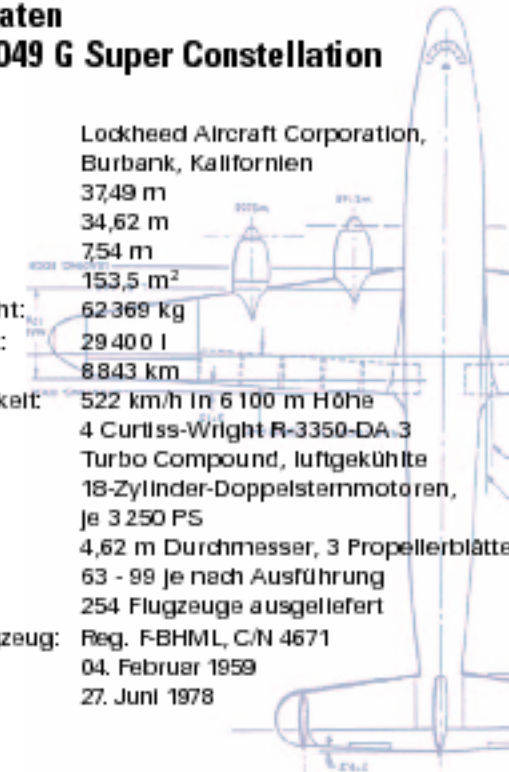 aten
049 G Super Constellation
Lockheed Aircraft Corporation,
Burbank, Kalifornien
37,49 m
34,62 m
7,54 m
153,5 m²
ht: 62 369 kg
t: 29 400 l
8 843 km
keit: 522 km/h in 6 100 m Höhe
4 Curtiss-Wright R-3350-DA 3
Turbo Compound, luftgekühlte
18-Zylinder-Doppelsternmotoren,
je 3 250 PS
4,62 m Durchmesser, 3 Propellerblätte
63 - 99 je nach Ausführung
254 Flugzeuge ausgeliefert
zeug: Reg. F-BHML, C/N 4671
04. Februar 1959
27. Juni 1978